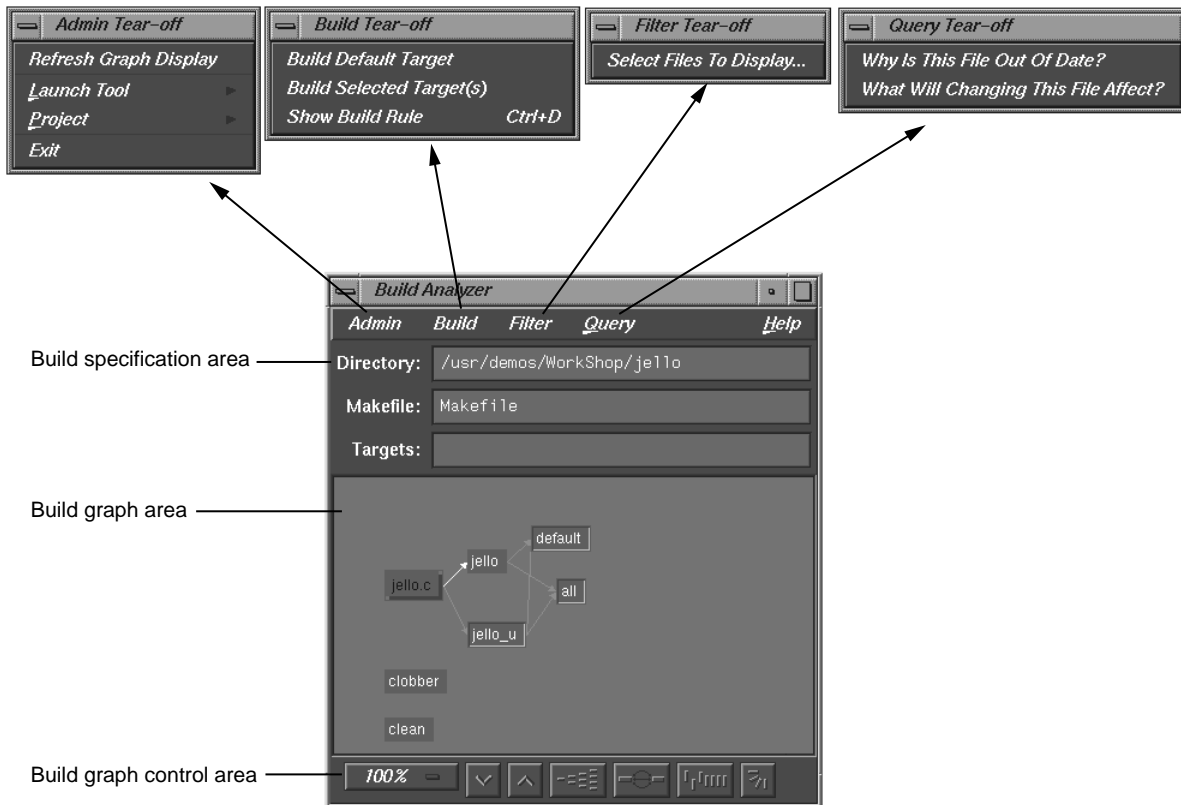 Admin Tear-off
Refresh Graph Display
Launch Tool
Project
Exit
Build Tear-off
Build Default Target
Build Selected Target(s)
Show Build Rule Ctrl+D
Filter Tear-off
Select Files To Display...
Query Tear-off
Why Is This File Out Of Date?
What Will Changing This File Affect?
Build Analyzer
Admin Build Filter Query Help
Build specification area
Directory: /usr/demos/WorkShop/jello
Makefile: Makefile
Targets:
Build graph area
default
jello
jello.c
all
jello_u
clobber
clean
Build graph control area
100%